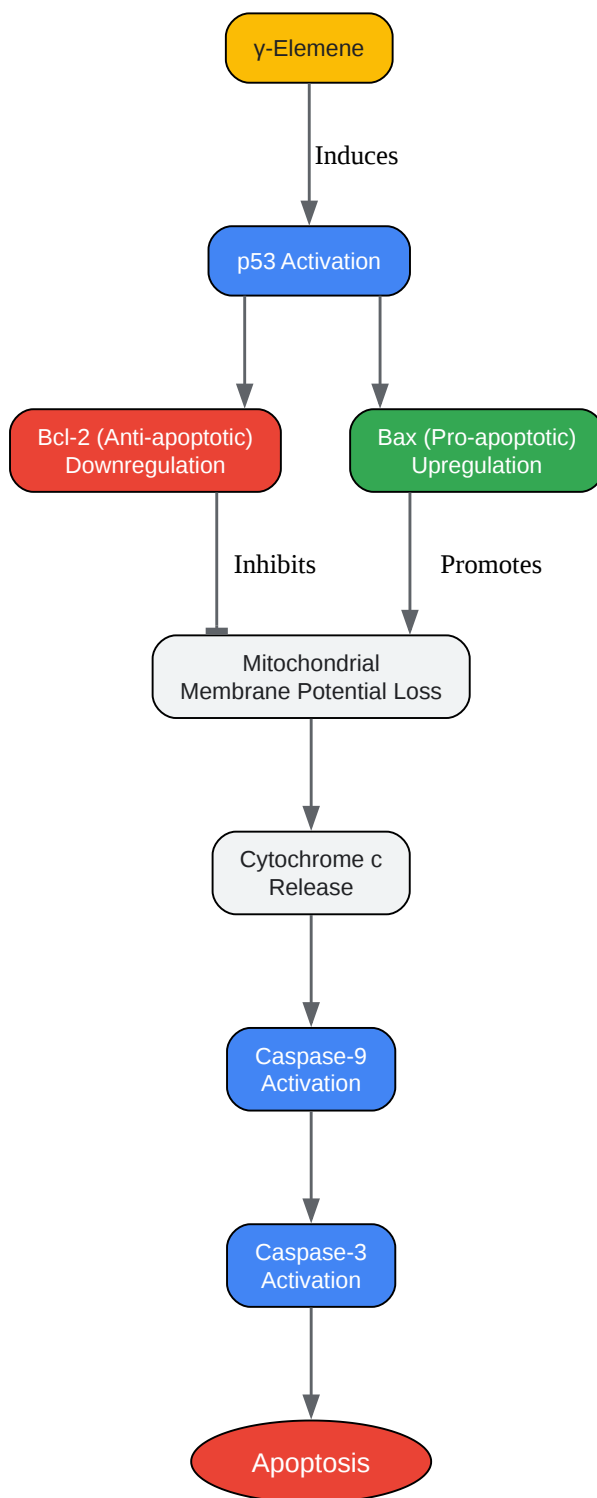 γ-Elemene
Induces
p53 Activation
Bcl-2 (Anti-apoptotic)
Downregulation
Bax (Pro-apoptotic)
Upregulation
Inhibits
Promotes
Mitochondrial
Membrane Potential Loss
Cytochrome c
Release
Caspase-9
Activation
Caspase-3
Activation
Apoptosis